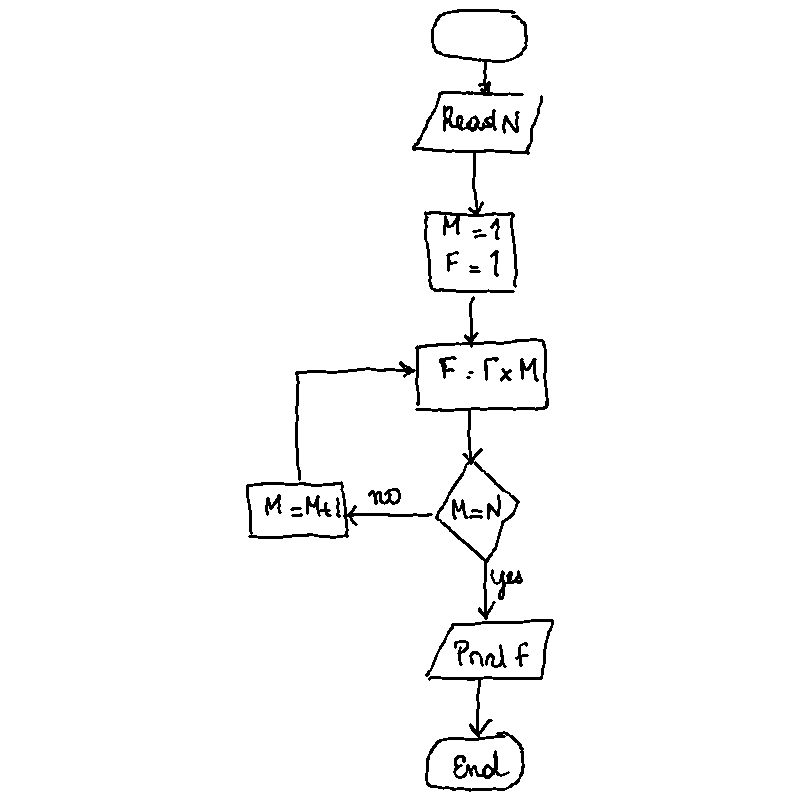 Read N
M = 1
F = 1
F = F x M
M = N
no
M = M+1
yes
Print F
End